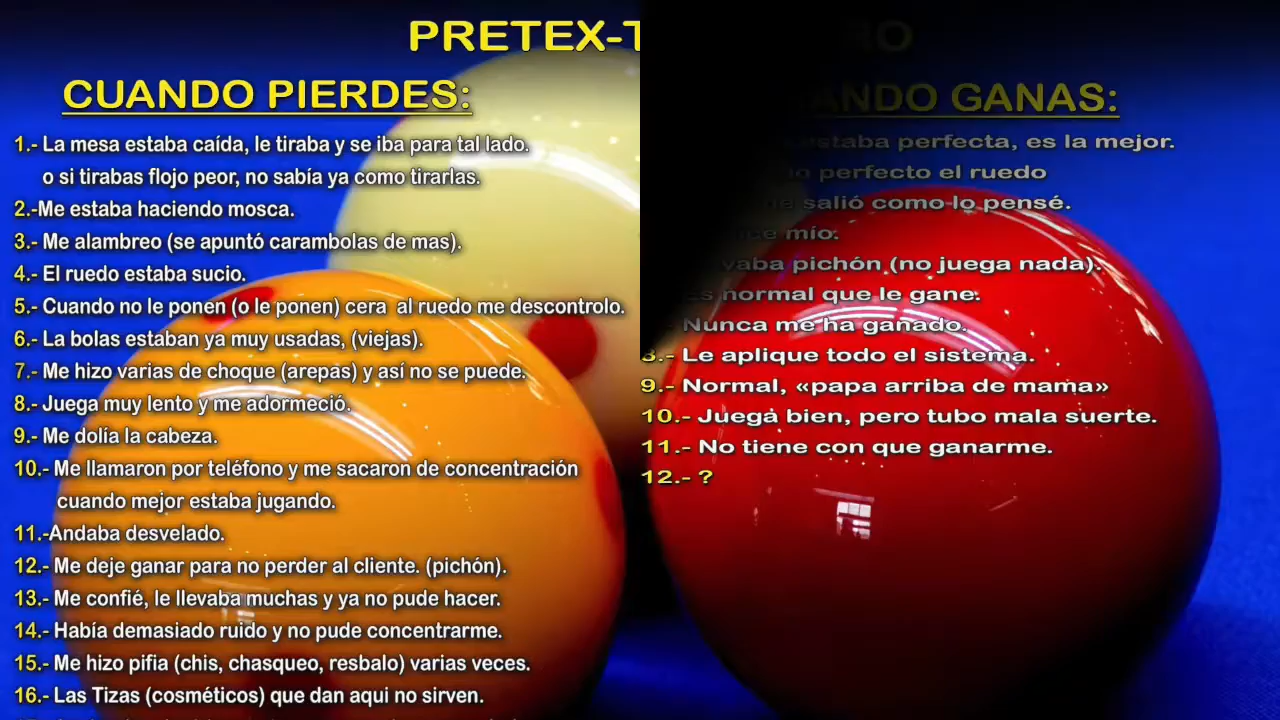 PRETEX-T
CUANDO PIERDES:
1.- La mesa estaba caída, le tiraba y se iba para tal lado.
o si tirabas flojo peor, no sabía ya como tirarlas.
2.-Me estaba haciendo mosca.
3.- Me alambreo (se apuntó carambolas de mas).
4.- El ruedo estaba sucio.
5.- Cuando no le ponen (o le ponen) cera al ruedo me descontrolo.
6.- La bolas estaban ya muy usadas, (viejas).
7.- Me hizo varias de choque (arepas) y así no se puede.
8.- Juega muy lento y me adormeció.
9.- Me dolía la cabeza.
10.- Me llamaron por teléfono y me sacaron de concentración
cuando mejor estaba jugando.
11.-Andaba desvelado.
12.- Me deje ganar para no perder al cliente. (pichón).
13.- Me confié, le llevaba muchas y ya no pude hacer.
14.- Había demasiado ruido y no pude concentrarme.
15.- Me hizo pifia (chis, chasqueo, resbalo) varias veces.
16.- Las Tizas (cosméticos) que dan aqui no sirven.
ANDO GANAS:
staba perfecta, es la mejor.
perfecto el ruedo
salió como lo pensé.
mío:
vaba pichón (no juega nada).
Es normal que le gane.
Nunca me ha ganado.
8.- Le aplique todo el sistema.
9.- Normal, «papa arriba de mama»
10.- Juega bien, pero tubo mala suerte.
11.- No tiene con que ganarme.
12.- ?